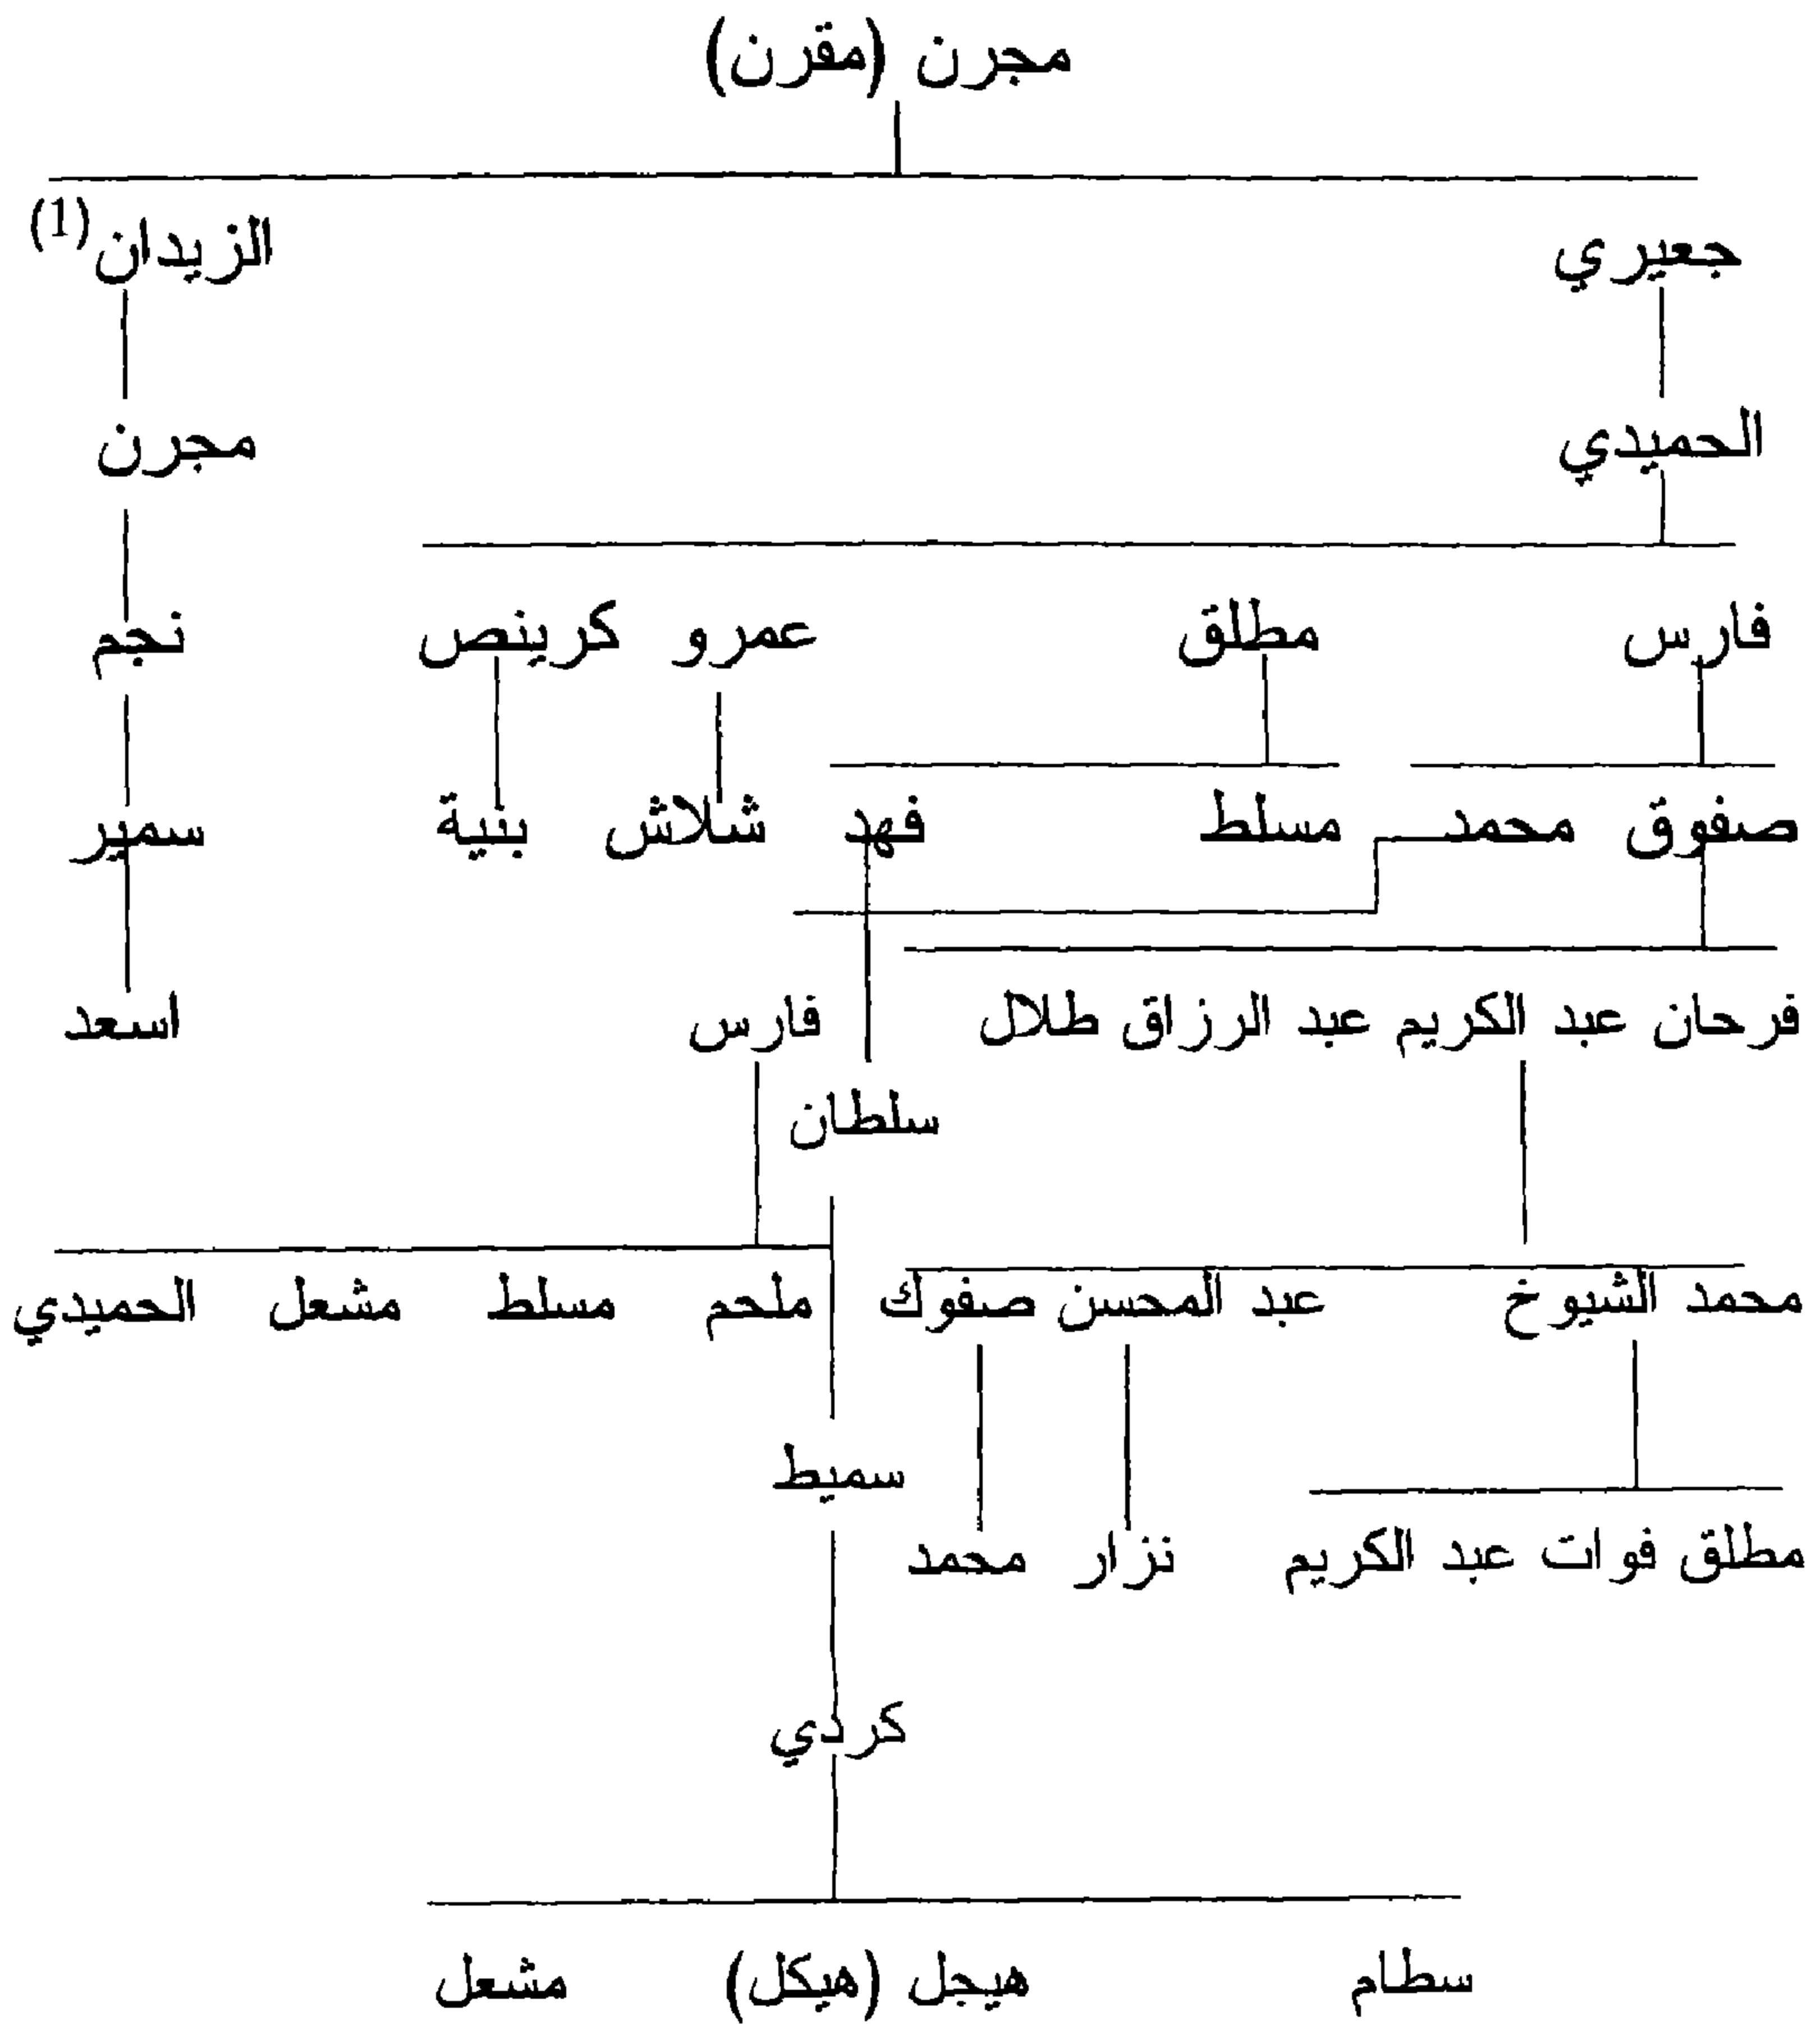 مجرن (مقرن)
جعيري الزيدان (1)
الحميدي مجرن
فارس مطلق عمرو كرينص نجم
صفوق محمد مسلط فهد شلاش بنية سمير
فرحان عبد الكريم عبد الرزاق طلال فارس اسعد
سلطان
محمد الشيوخ عبد المحسن صفوك ملحم مسلط مشعل الحميدي
سميط
مطلق فوات عبد الكريم نزار محمد
كردي
سطام هيجل (هيكل) مشعل